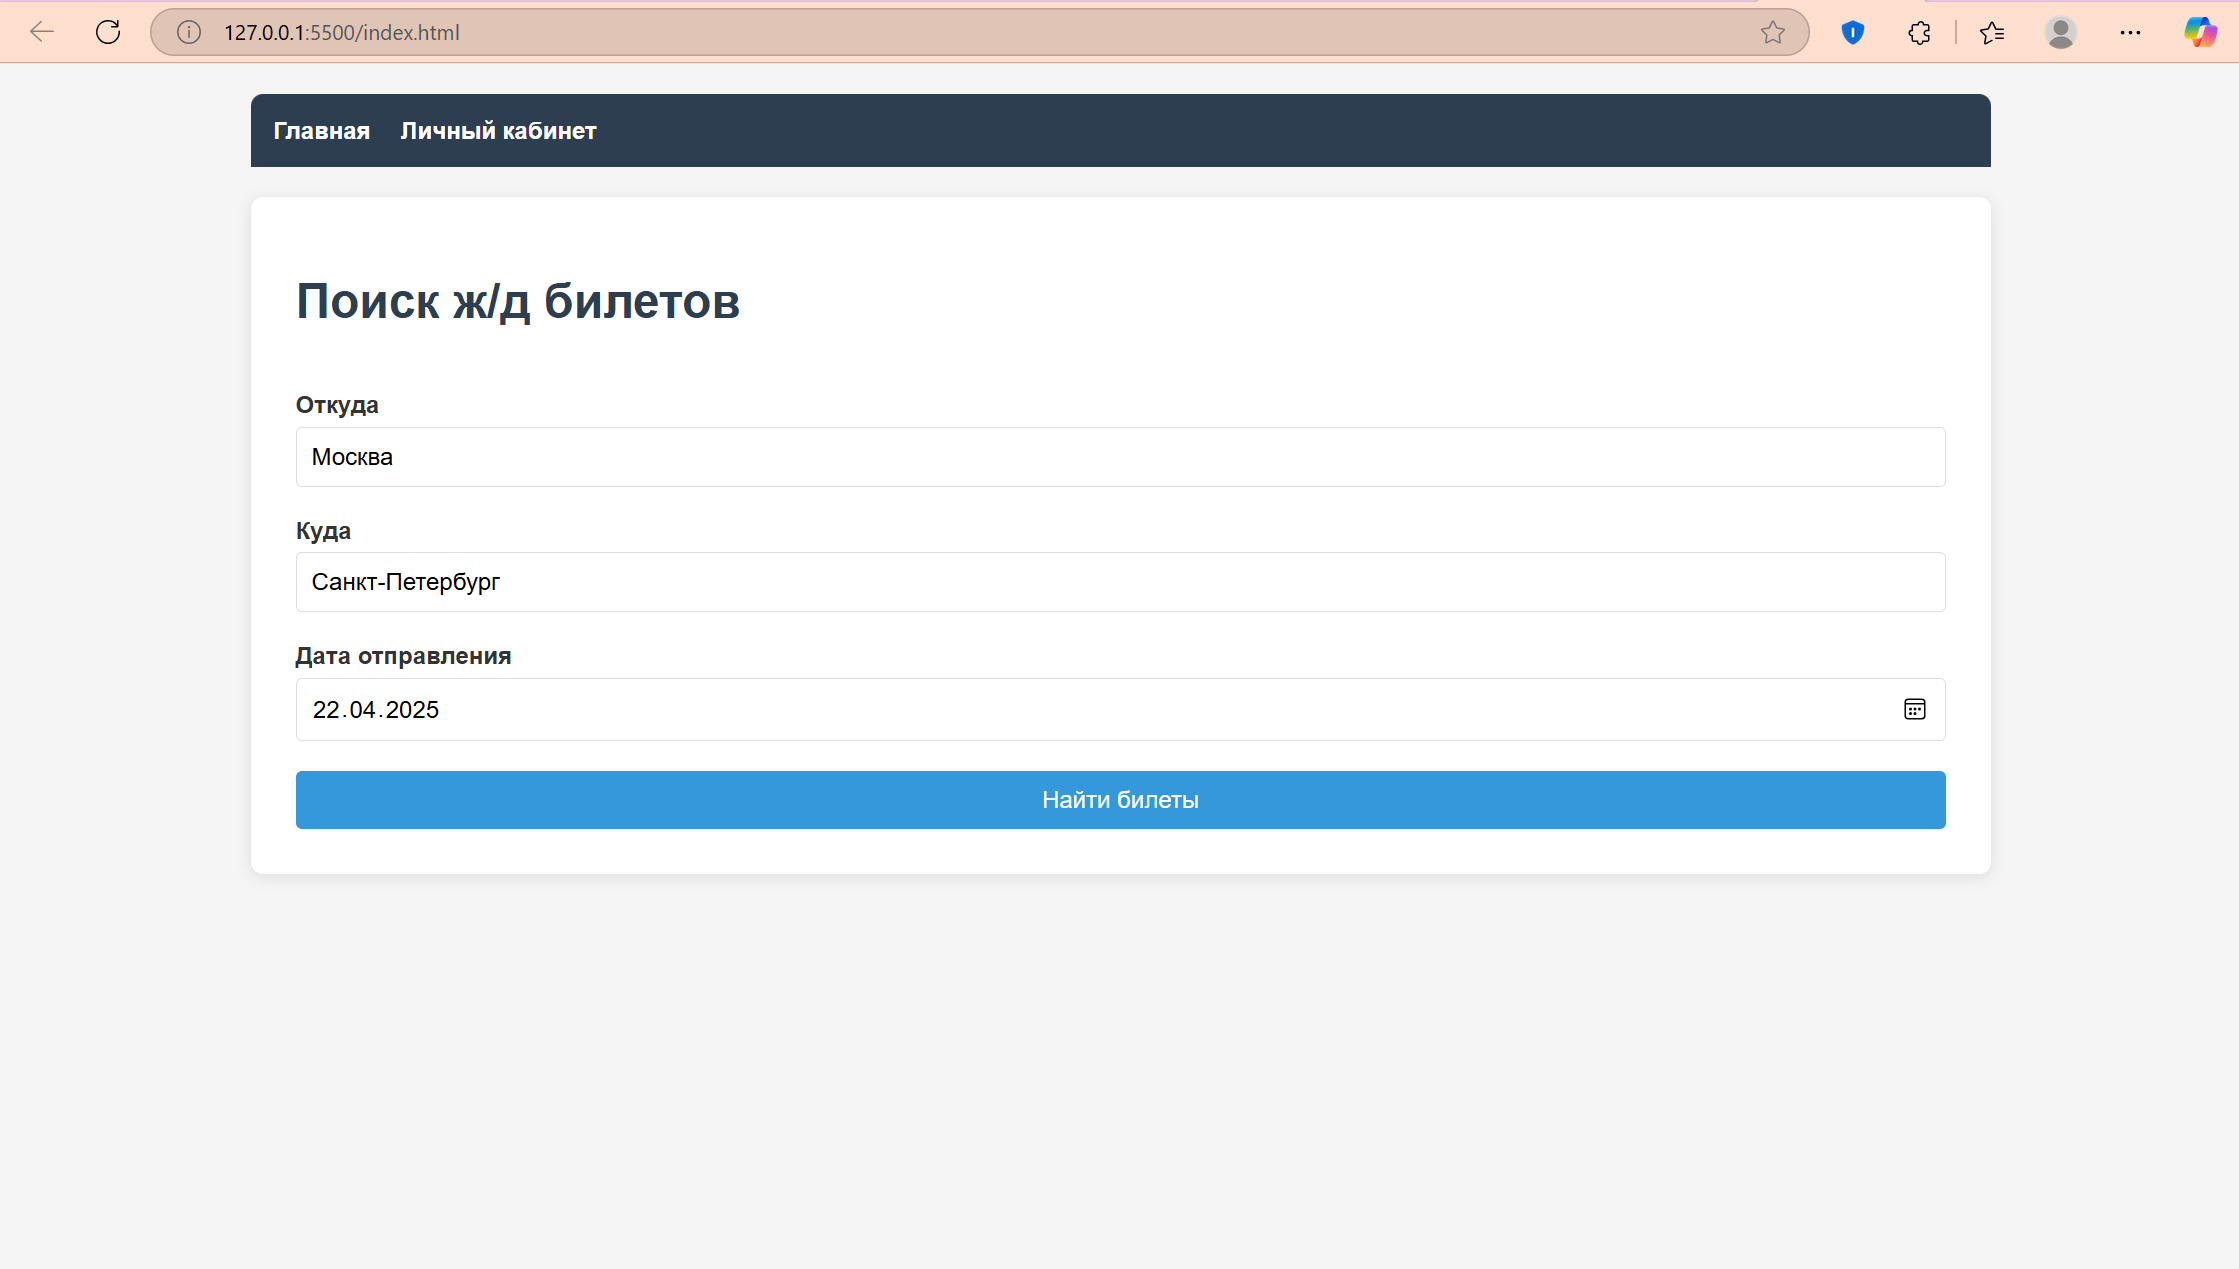 127.0.0.1:5500/index.html
Главная Личный кабинет
Поиск ж/д билетов
Откуда
Москва
Куда
Санкт-Петербург
Дата отправления
22.04.2025
Найти билеты